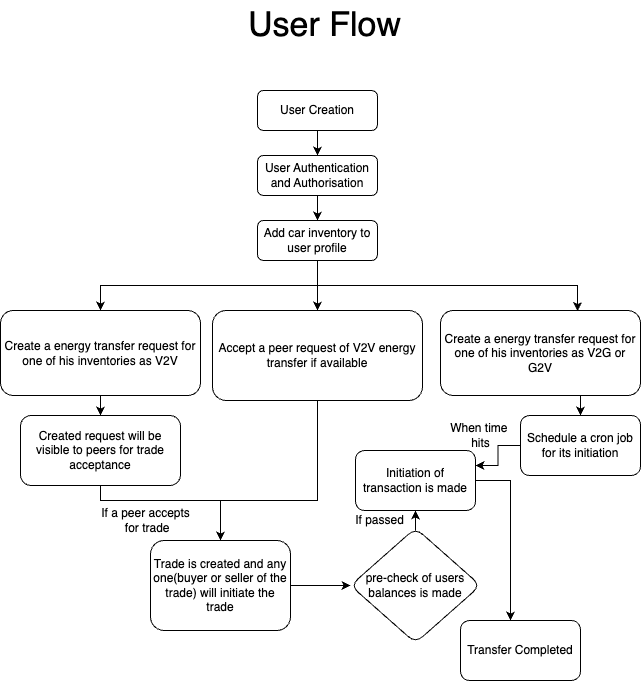 User Flow
User Creation
User Authentication
and Authorisation
Add car inventory to
user profile
Create a energy transfer request for
one of his inventories as V2V
Accept a peer request of V2V energy
transfer if available
Create a energy transfer request for
one of his inventories as V2G or
G2V
Created request will be
visible to peers for trade
acceptance
When time
hits
Schedule a cron job
for its initiation
Initiation of
transaction is made
If a peer accepts
for trade
If passed
Trade is created and any
one(buyer or seller of the
trade) will initiate the
trade
pre-check of users
balances is made
Transfer Completed